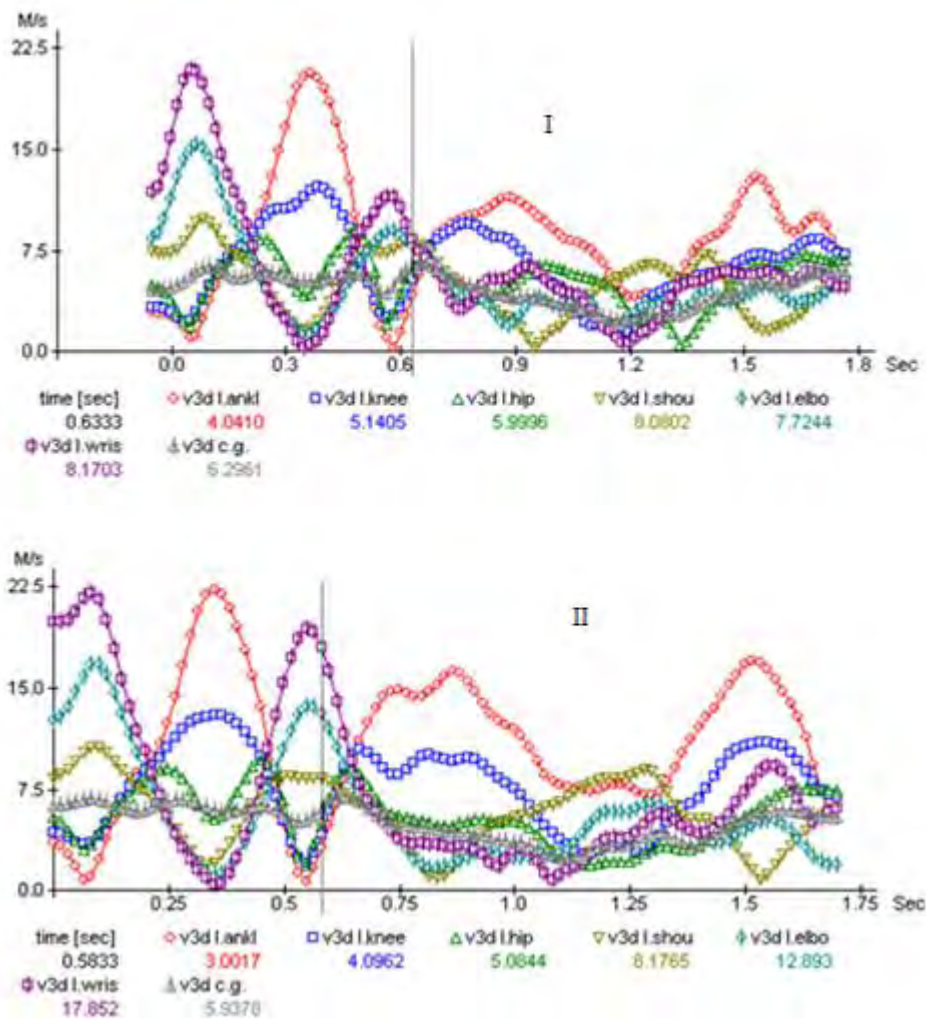 M/s
22.5
15.0
7.5
0.0
I
0.0 0.3 0.6 0.9 1.2 1.5 1.8 Sec
time [sec] v3d l.ankl v3d l.knee v3d l.hip v3d l.shou v3d l.elbo
0.6333 4.0410 5.1405 5.9996 8.0802 7.7244
v3d l.wris v3d c.g.
8.1703 6.2961
M/s
22.5
15.0
7.5
0.0
II
0.25 0.5 0.75 1.0 1.25 1.5 1.75 Sec
time [sec] v3d l.ankl v3d l.knee v3d l.hip v3d l.shou v3d l.elbo
0.5833 3.0017 4.0962 5.0844 8.1765 12.893
v3d l.wris v3d c.g.
17.852 5.9378